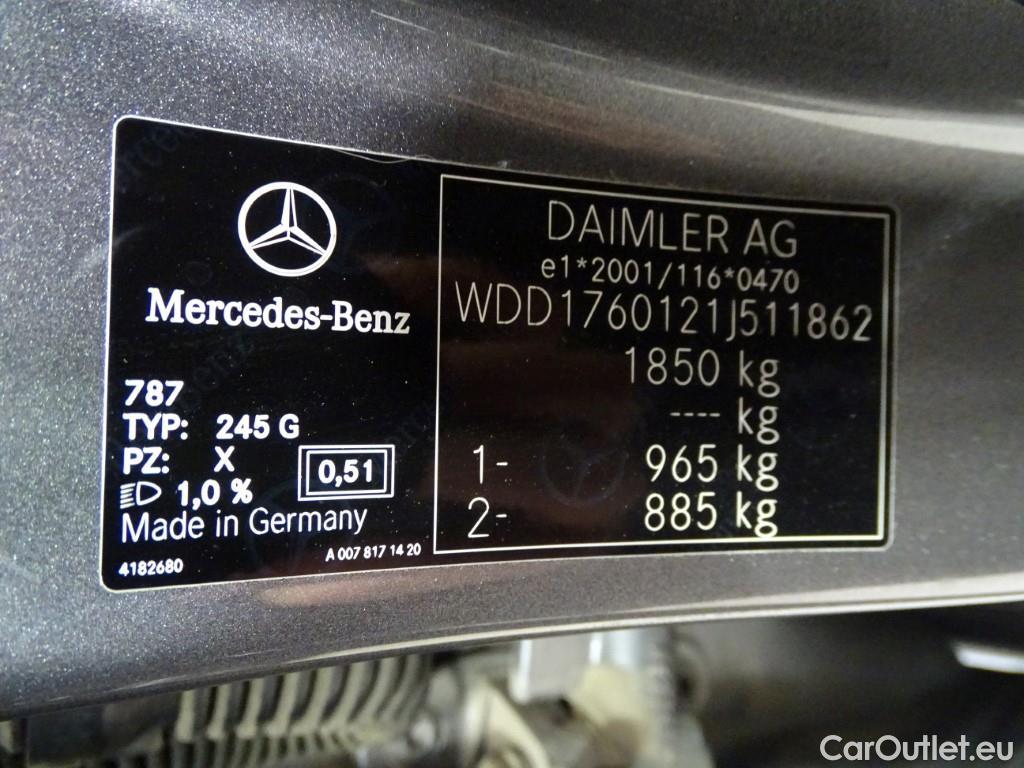 Mercedes-Benz
787
TYP: 245 G
PZ: X
1,0 %
0,51
Made in Germany
4182680
A 007 817 14 20
DAIMLER AG
e1*2001/116*0470
WDD1760121J511862
1850 kg
---- kg
1- 965 kg
2- 885 kg
CarOutlet.eu